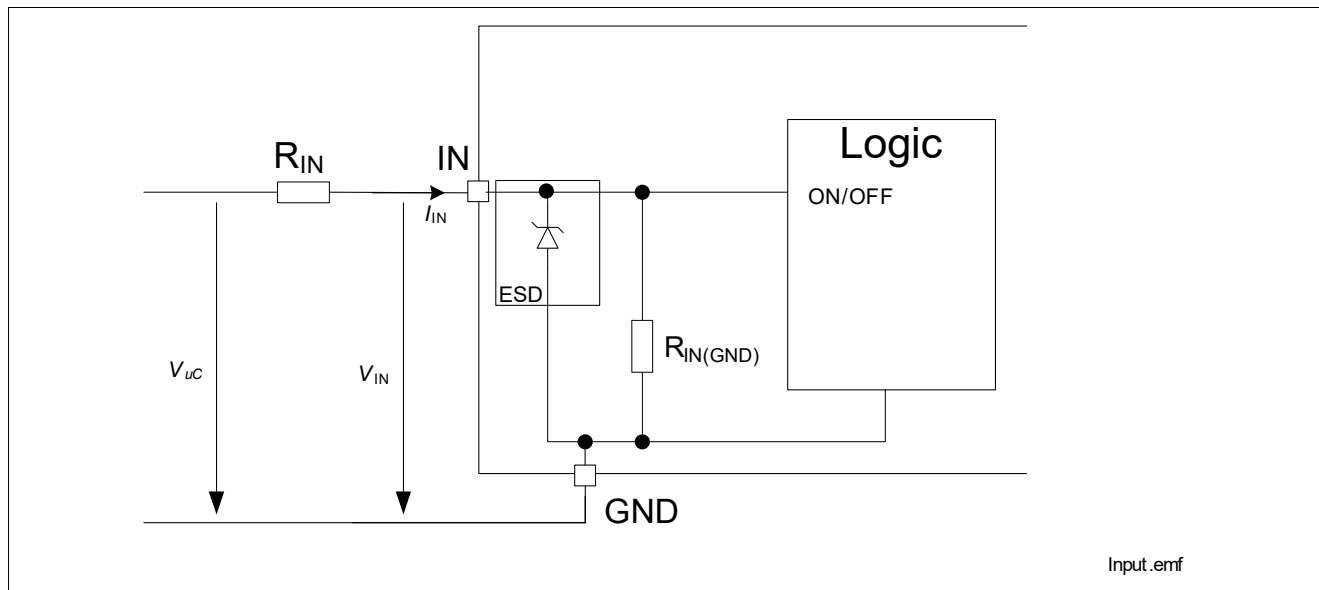 Logic
R_IN IN
ON/OFF
I_IN
ESD
R_IN(GND)
V_uC V_IN
GND
Input.emf